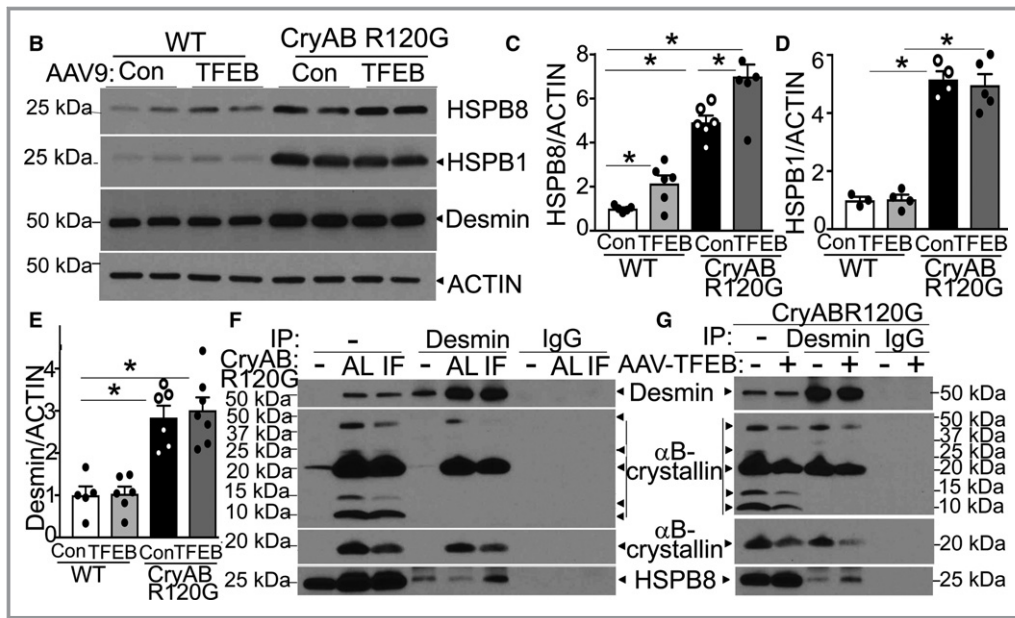 B
WT
CryAB R120G
AAV9:
Con
TFEB
Con
TFEB
25 kDa
HSPB8
25 kDa
HSPB1
50 kDa
Desmin
50 kDa
ACTIN
C
HSPB8/ACTIN
8
6
4
2
0
*
*
*
*
Con TFEB
Con TFEB
WT
CryAB
R120G
D
HSPB1/ACTIN
6
4
2
0
*
*
Con TFEB
Con TFEB
WT
CryAB
R120G
E
Desmin/ACTIN
4
3
2
1
0
*
*
Con TFEB
Con TFEB
WT
CryAB
R120G
F
IP:
-
Desmin
IgG
CryAB
R120G
:
- AL IF
- AL IF
- AL IF
50 kDa
50 kDa
37 kDa
25 kDa
20 kDa
15 kDa
10 kDa
20 kDa
25 kDa
Desmin
αB-
crystallin
αB-
crystallin
HSPB8
G
CryABR120G
IP:
-
Desmin
IgG
AAV-TFEB:
- +
- +
- +
50 kDa
50 kDa
37 kDa
25 kDa
20 kDa
15 kDa
10 kDa
20 kDa
25 kDa